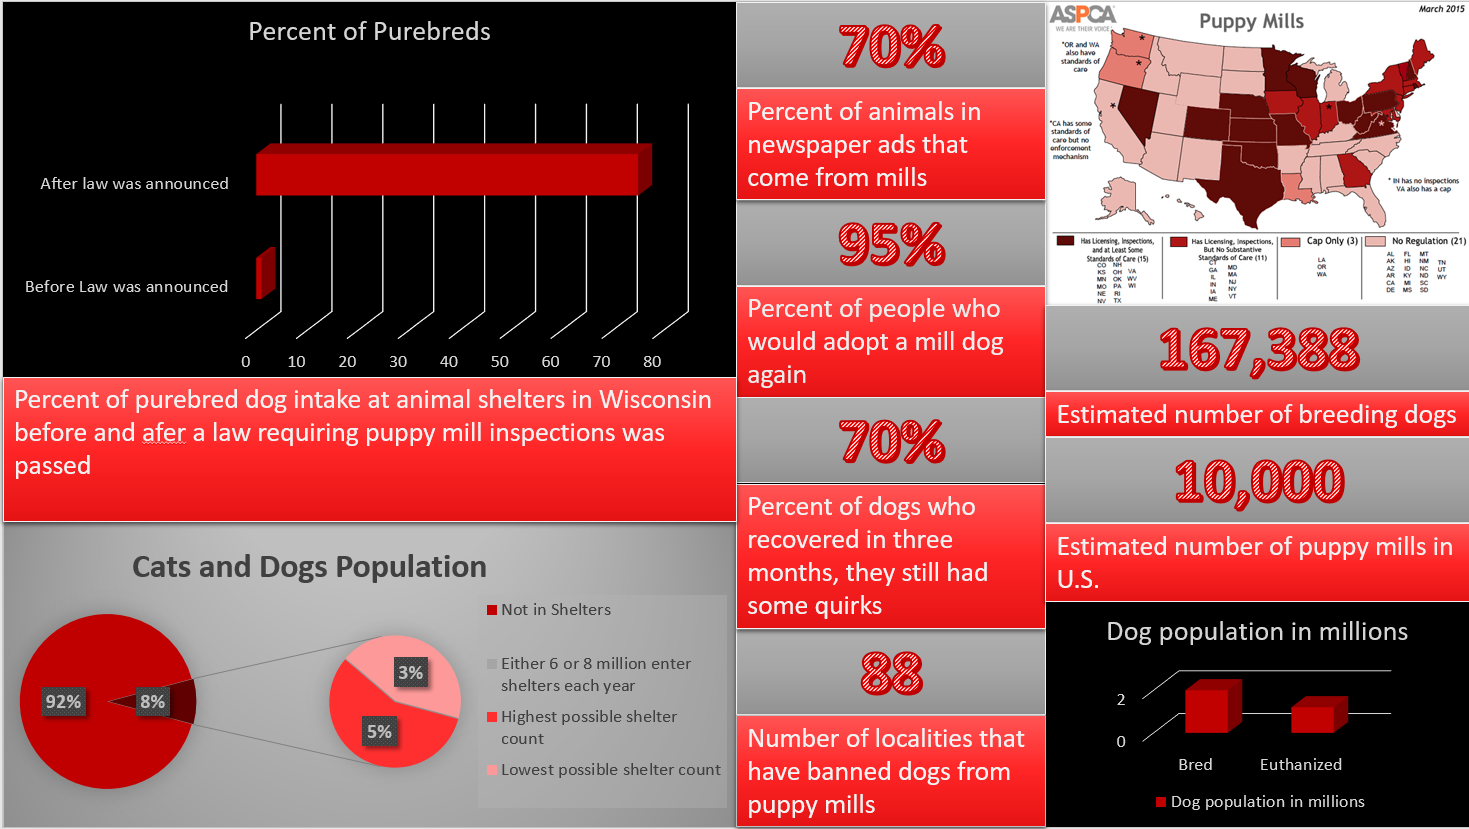 Percent of Purebreds
After law was announced
Before Law was announced
0 10 20 30 40 50 60 70 80
Percent of purebred dog intake at animal shelters in Wisconsin
before and afer a law requiring puppy mill inspections was
passed
Cats and Dogs Population
92%
8%
3%
5%
Not in Shelters
Either 6 or 8 million enter
shelters each year
Highest possible shelter
count
Lowest possible shelter count
70%
Percent of animals in
newspaper ads that
come from mills
95%
Percent of people who
would adopt a mill dog
again
70%
Percent of dogs who
recovered in three
months, they still had
some quirks
88
Number of localities that
have banned dogs from
puppy mills
ASPCA
WE ARE THEIR VOICE
Puppy Mills
March 2015
*OR and WA
also have
standards of
care
*CA has some
standards of
care but no
enforcement
mechanism
* IN has no inspections
VA also has a cap
Has Licensing, Inspections,
and at Least Some
Standards of Care (15)
CO NH
KS OH VA
MN OK WV
MO PA WI
NE RI
NV TX
Has Licensing, Inspections,
But No Substantive
Standards of Care (11)
CT
GA MD
IL MA
IN NJ
IA NY
ME VT
Cap Only (3)
LA
OR
WA
No Regulation (21)
AL FL MT
AK HI NM TN
AZ ID NC UT
AR KY ND WY
CA MI SC
DE MS SD
167,388
Estimated number of breeding dogs
10,000
Estimated number of puppy mills in
U.S.
Dog population in millions
2
0
Bred Euthanized
Dog population in millions